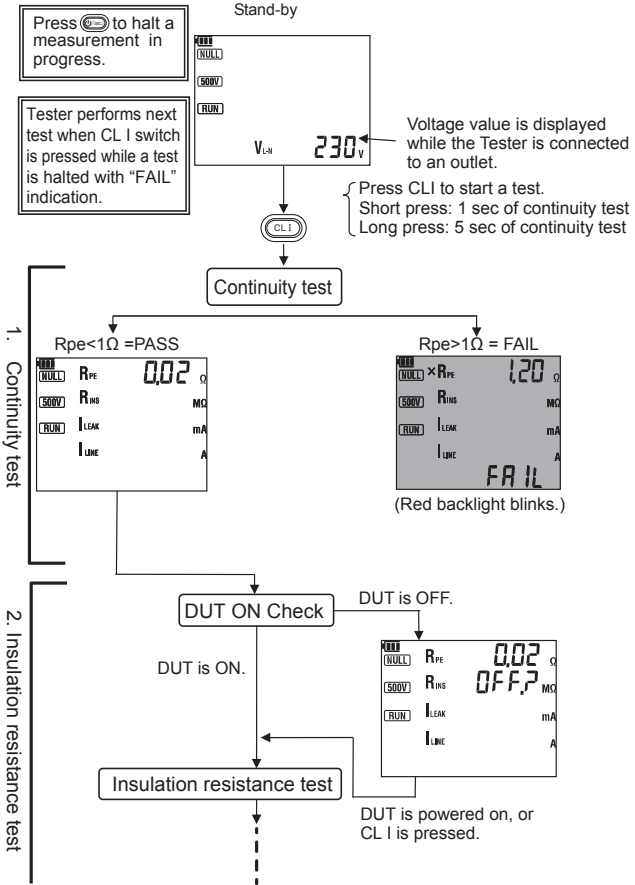 Stand-by
Press to halt a
measurement in
progress.
Tester performs next
test when CL I switch
is pressed while a test
is halted with “FAIL”
indication.
NULL
500V
RUN
VL-N 230 V
Voltage value is displayed
while the Tester is connected
to an outlet.
CL I
Press CLI to start a test.
Short press: 1 sec of continuity test
Long press: 5 sec of continuity test
Continuity test
1. Continuity test
Rpe<1Ω =PASS
NULL RPE 0.02 Ω
500V RINS MΩ
RUN ILEAK mA
ILINE A
Rpe>1Ω = FAIL
NULL ×RPE 1.20 Ω
500V RINS MΩ
RUN ILEAK mA
ILINE A
FAIL
(Red backlight blinks.)
2. Insulation resistance test
DUT ON Check
DUT is OFF.
DUT is ON.
NULL RPE 0.02 Ω
500V RINS OFF.? MΩ
RUN ILEAK mA
ILINE A
Insulation resistance test
DUT is powered on, or
CL I is pressed.